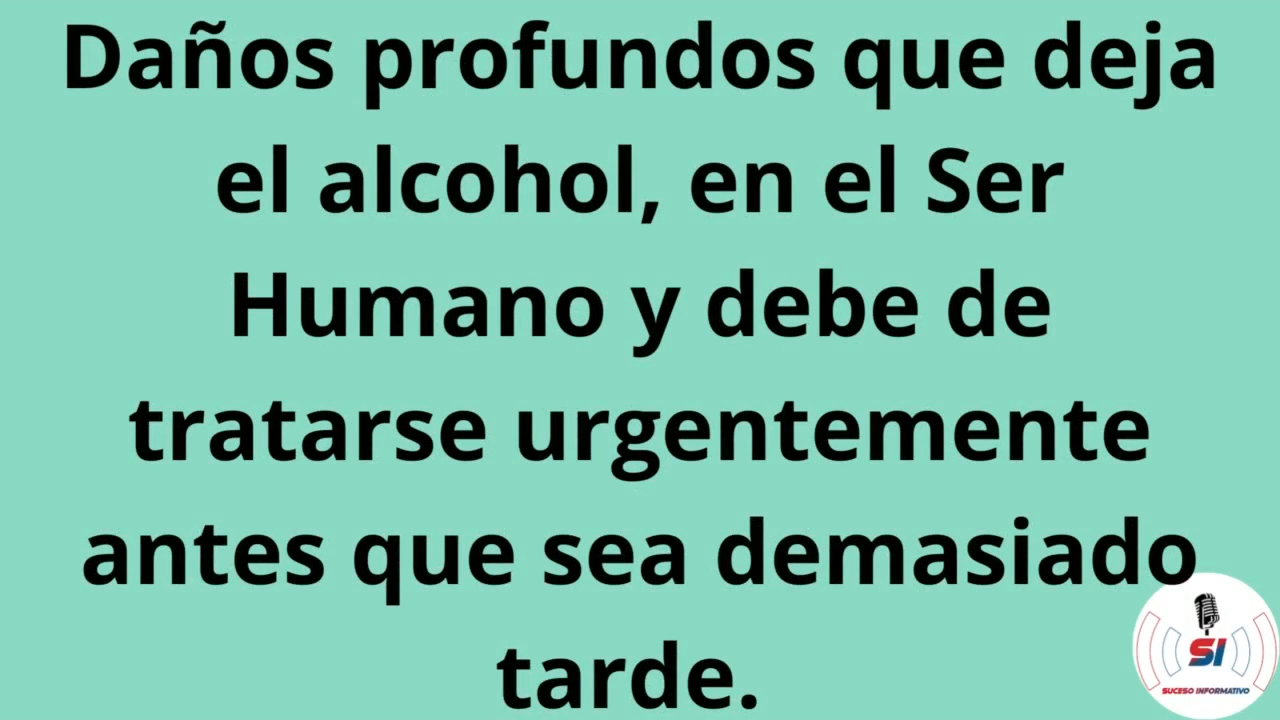 Daños profundos que deja
el alcohol, en el Ser
Humano y debe de
tratarse urgentemente
antes que sea demasiado
tarde.
SI
SUCESO INFORMATIVO